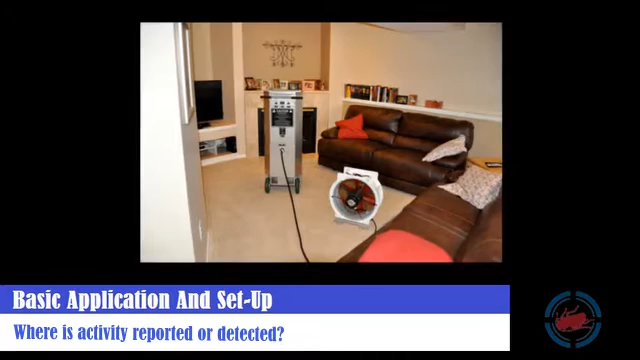 Basic Application And Set-Up
Where is activity reported or detected?